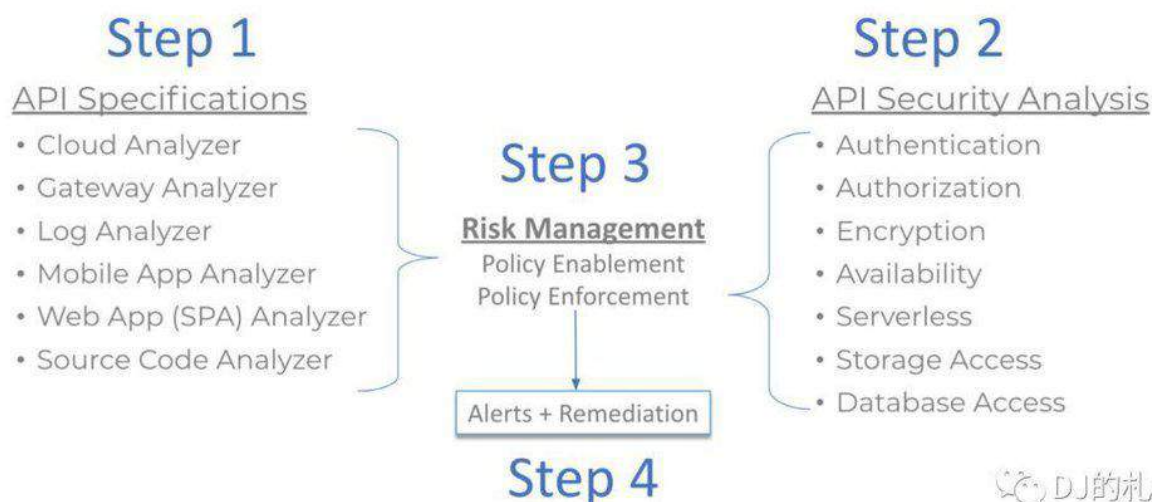 Step 1
API Specifications
• Cloud Analyzer
• Gateway Analyzer
• Log Analyzer
• Mobile App Analyzer
• Web App (SPA) Analyzer
• Source Code Analyzer
Step 3
Risk Management
Policy Enablement
Policy Enforcement
Alerts + Remediation
Step 4
Step 2
API Security Analysis
• Authentication
• Authorization
• Encryption
• Availability
• Serverless
• Storage Access
• Database Access
DJ的札